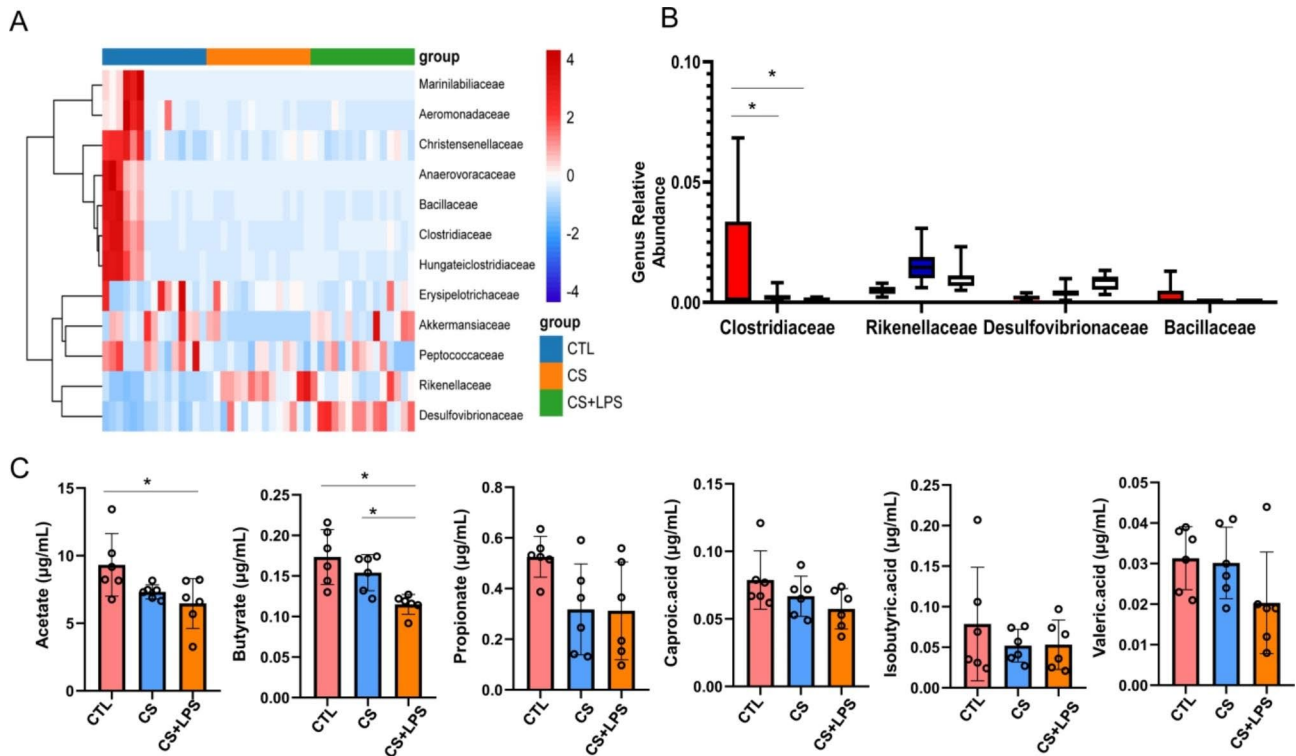 A
group
4
2
0
-2
-4
Marinilabiliaceae
Aeromonadaceae
Christensenellaceae
Anaerovoracaceae
Bacillaceae
Clostridiaceae
Hungateiclostridiaceae
Erysipelotrichaceae
Akkermansiaceae
Peptococcaceae
Rikenellaceae
Desulfovibrionaceae
group
CTL
CS
CS+LPS
B
Genus Relative
Abundance
0.10
0.05
0.00
*
*
Clostridiaceae Rikenellaceae Desulfovibrionaceae Bacillaceae
C
Acetate (µg/mL)
15
10
5
0
*
CTL
CS
CS+LPS
Butyrate (µg/mL)
0.25
0.20
0.15
0.10
0.05
0.00
*
*
CTL
CS
CS+LPS
Propionate (µg/mL)
0.8
0.6
0.4
0.2
0.0
CTL
CS
CS+LPS
Caproic.acid (µg/mL)
0.15
0.10
0.05
0.00
CTL
CS
CS+LPS
Isobutyric.acid (µg/mL)
0.25
0.20
0.15
0.10
0.05
0.00
CTL
CS
CS+LPS
Valeric.acid (µg/mL)
0.05
0.04
0.03
0.02
0.01
0.00
CTL
CS
CS+LPS